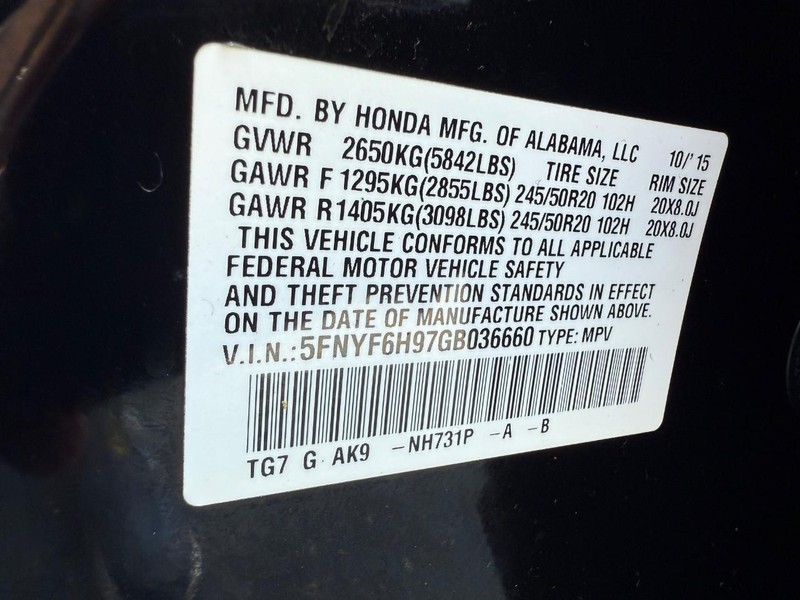 MFD. BY HONDA MFG. OF ALABAMA, LLC 10/'15
GVWR 2650KG(5842LBS) TIRE SIZE RIM SIZE
GAWR F 1295KG(2855LBS) 245/50R20 102H 20X8.0J
GAWR R 1405KG(3098LBS) 245/50R20 102H 20X8.0J
THIS VEHICLE CONFORMS TO ALL APPLICABLE
FEDERAL MOTOR VEHICLE SAFETY
AND THEFT PREVENTION STANDARDS IN EFFECT
ON THE DATE OF MANUFACTURE SHOWN ABOVE.
V.I.N.: 5FNYF6H97GB036660 TYPE: MPV
TG7 G AK9 -NH731P -A -B